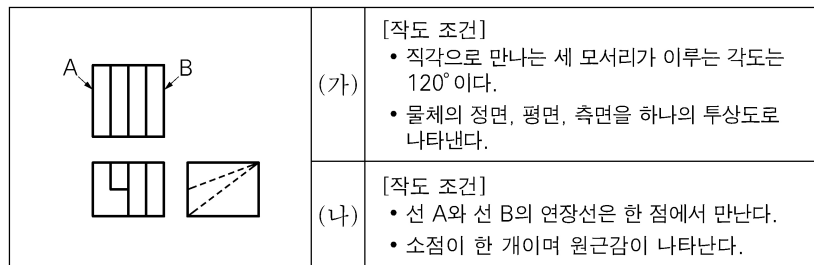 A
B
(가)
[작도 조건]
• 직각으로 만나는 세 모서리가 이루는 각도는
120°이다.
• 물체의 정면, 평면, 측면을 하나의 투상도로
나타낸다.
(나)
[작도 조건]
• 선 A와 선 B의 연장선은 한 점에서 만난다.
• 소점이 한 개이며 원근감이 나타난다.